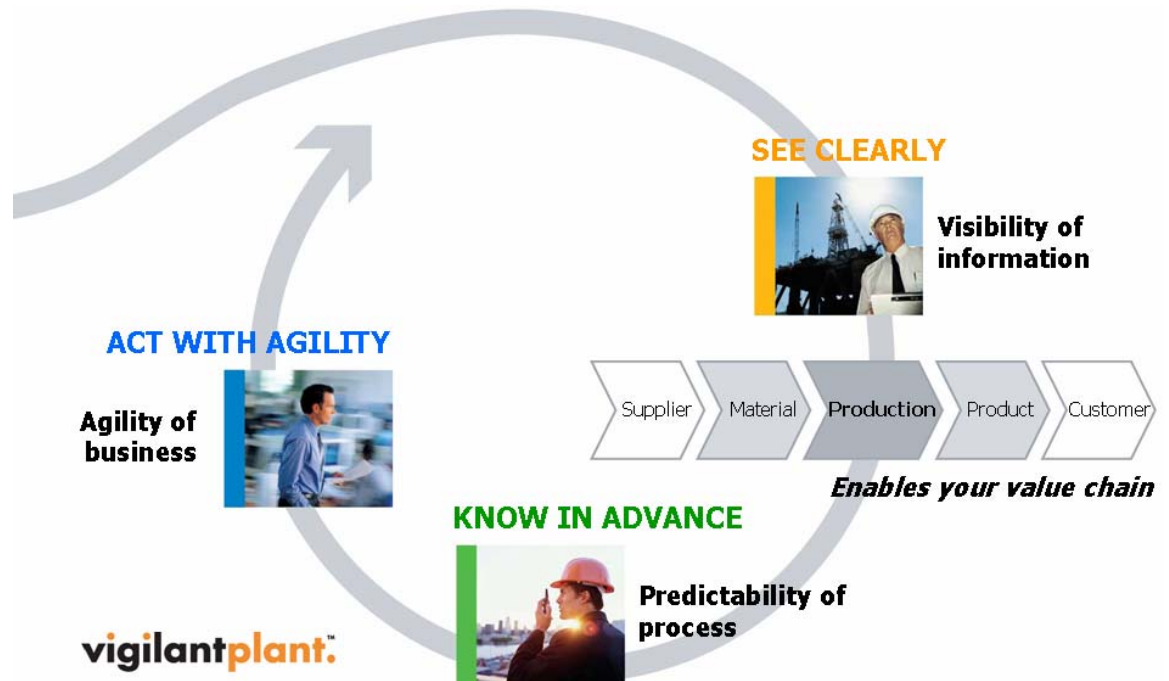 SEE CLEARLY
Visibility of
information
ACT WITH AGILITY
Agility of
business
Supplier
Material
Production
Product
Customer
Enables your value chain
KNOW IN ADVANCE
Predictability of
process
vigilantplant.™